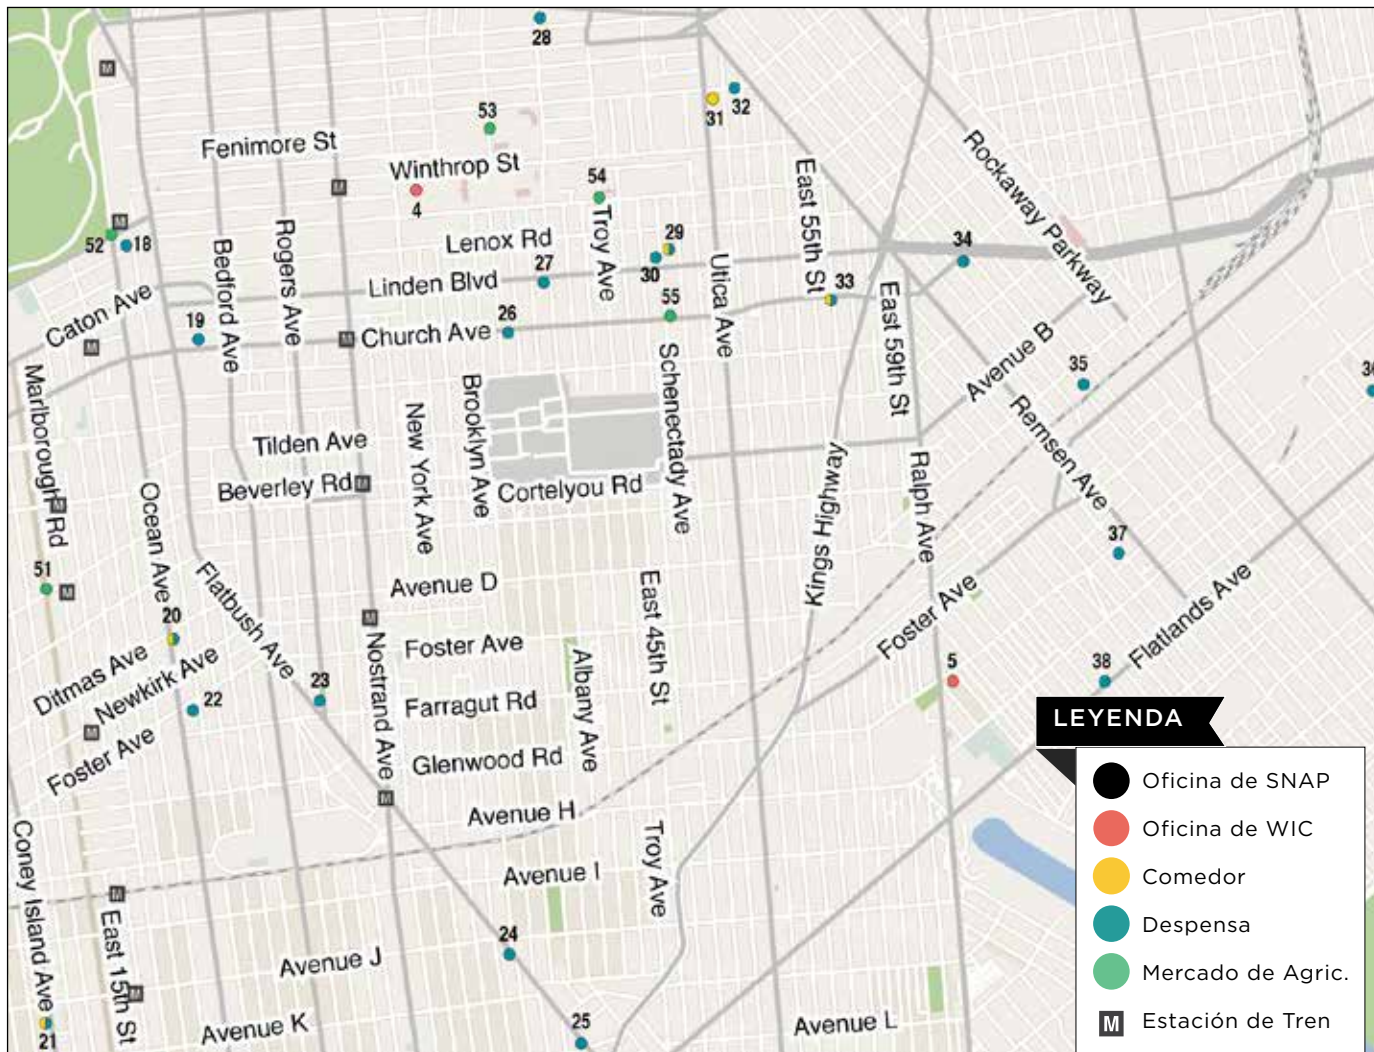 28
53
31
32
Fenimore St
Winthrop St
4
54
Rockaway Parkway
East 55th St
52
18
Bedford Ave
Rogers Ave
Lenox Rd
Troy Ave
29
30
34
Linden Blvd
27
Utica Ave
33
East 59th St
Caton Ave
19
Church Ave
26
55
Avenue B
35
36
Marlborough Rd
Brooklyn Ave
New York Ave
Schenectady Ave
Remsen Ave
Tilden Ave
Beverley Rd
M
Cortelyou Rd
Kings Highway
Ralph Ave
Ocean Ave
37
51
Flatbush Ave
Avenue D
East 45th St
Foster Ave
Flatlands Ave
20
Ditmas Ave
Newkirk Ave
Nostrand Ave
Foster Ave
Albany Ave
5
38
22
23
Farragut Rd
Foster Ave
Glenwood Rd
Avenue H
Coney Island Ave
Troy Ave
Avenue I
East 15th St
24
Avenue J
21
Avenue K
25
Avenue L
LEYENDA
Oficina de SNAP
Oficina de WIC
Comedor
Despensa
Mercado de Agric.
M Estación de Tren